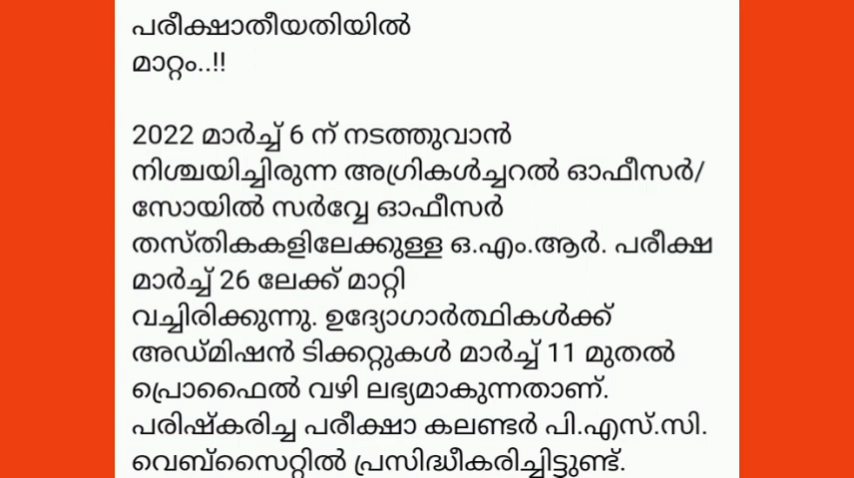 പരീക്ഷാതീയതിയിൽ
മാറ്റം..!!
2022 മാർച്ച് 6 ന് നടത്തുവാൻ
നിശ്ചയിച്ചിരുന്ന അഗ്രികൾച്ചറൽ ഓഫീസർ/
സോയിൽ സർവ്വേ ഓഫീസർ
തസ്തികകളിലേക്കുള്ള ഒ.എം.ആർ. പരീക്ഷ
മാർച്ച് 26 ലേക്ക് മാറ്റി
വച്ചിരിക്കുന്നു. ഉദ്യോഗാർത്ഥികൾക്ക്
അഡ്മിഷൻ ടിക്കറ്റുകൾ മാർച്ച് 11 മുതൽ
പ്രൊഫൈൽ വഴി ലഭ്യമാകുന്നതാണ്.
പരിഷ്കരിച്ച പരീക്ഷാ കലണ്ടർ പി.എസ്.സി.
വെബ്സൈറ്റിൽ പ്രസിദ്ധീകരിച്ചിട്ടുണ്ട്.